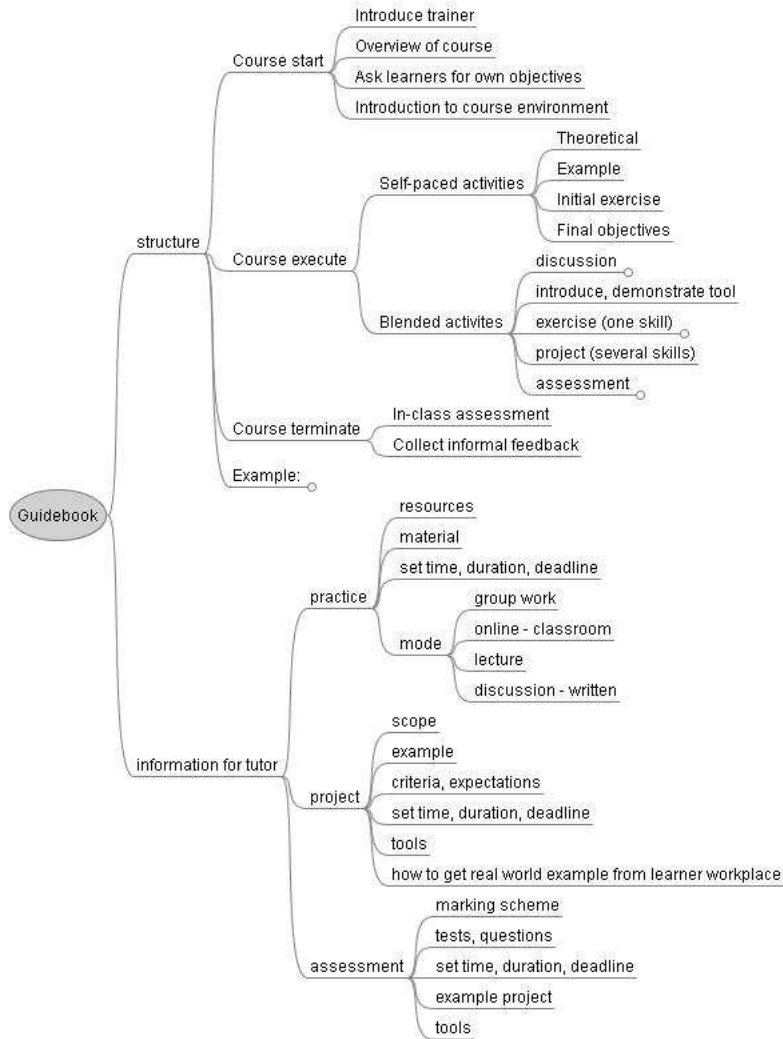 Guidebook
structure
Course start
Introduce trainer
Overview of course
Ask learners for own objectives
Introduction to course environment
Course execute
Self-paced activities
Theoretical
Example
Initial exercise
Final objectives
Blended activites
discussion
introduce, demonstrate tool
exercise (one skill)
project (several skills)
assessment
Course terminate
In-class assessment
Collect informal feedback
Example:
information for tutor
practice
resources
material
set time, duration, deadline
mode
group work
online - classroom
lecture
discussion - written
project
scope
example
criteria, expectations
set time, duration, deadline
tools
how to get real world example from learner workplace
assessment
marking scheme
tests, questions
set time, duration, deadline
example project
tools